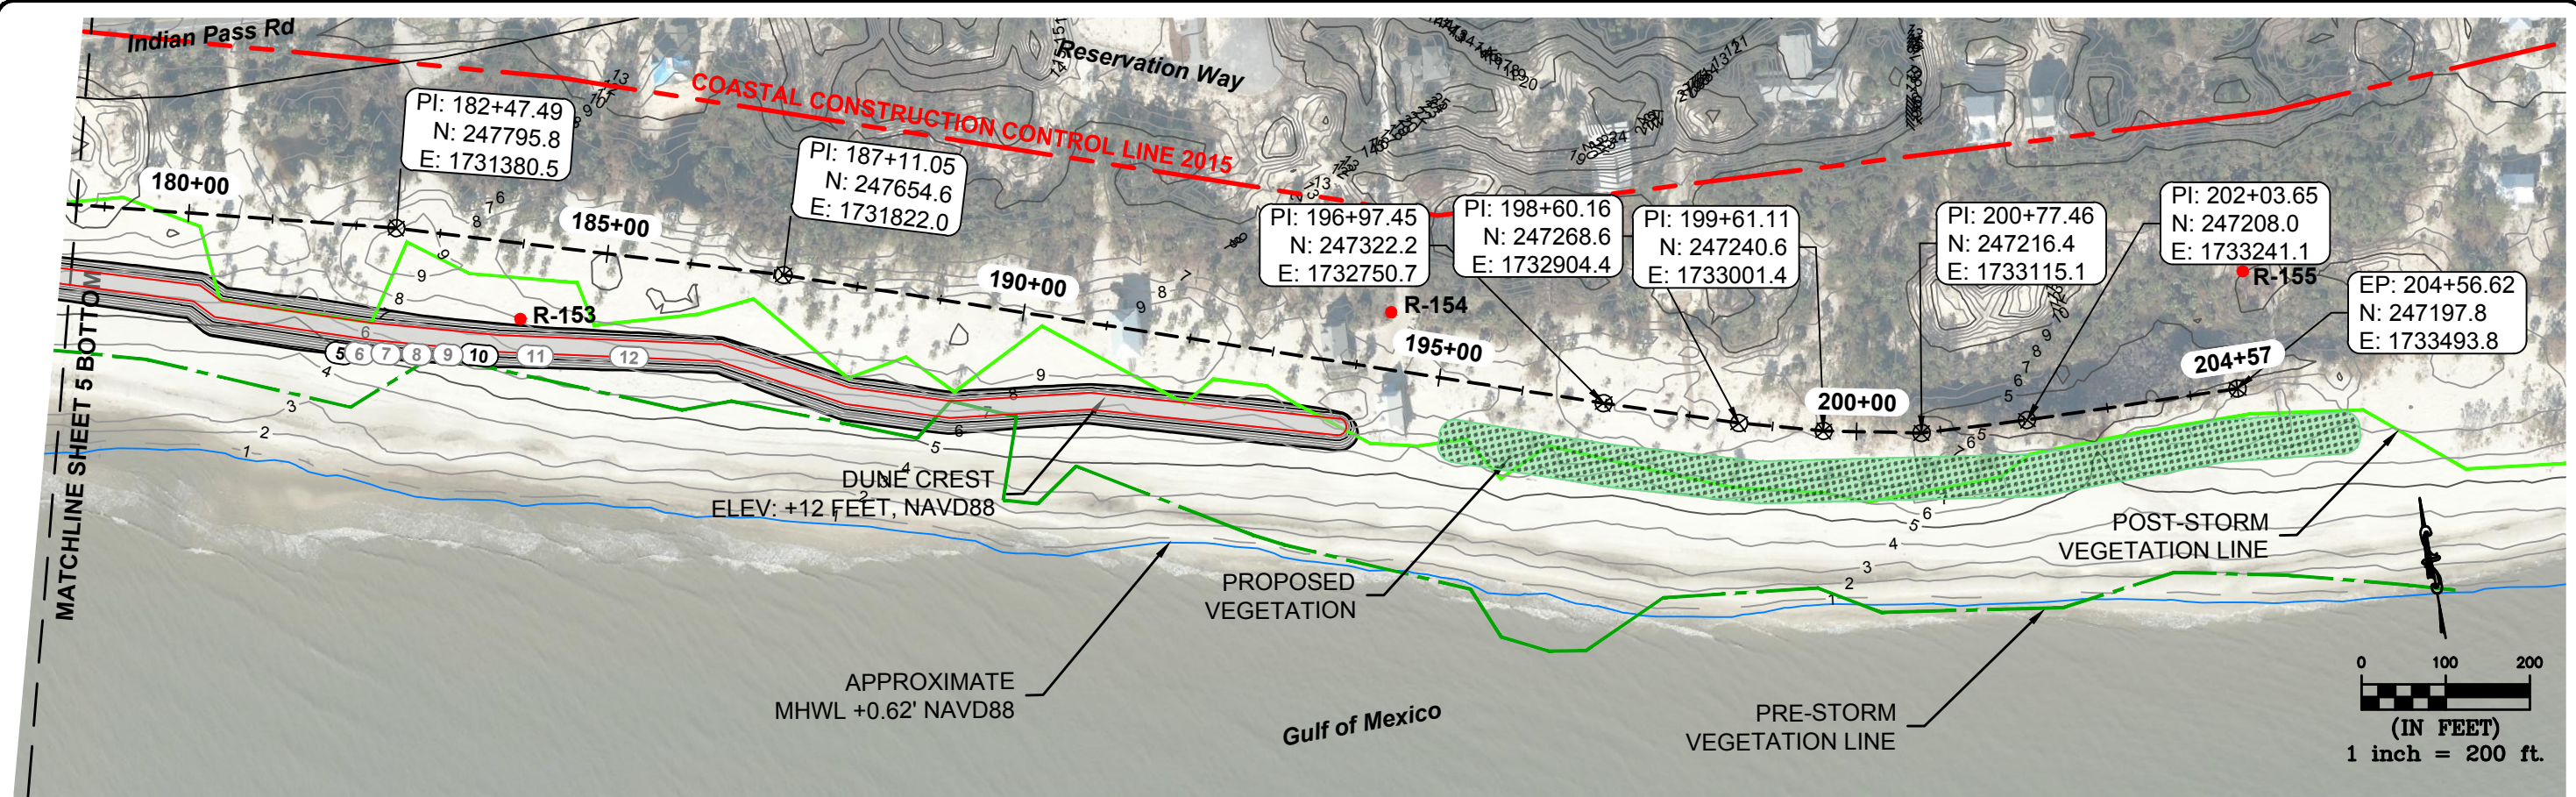 Indian Pass Rd
Reservation Way
COASTAL CONSTRUCTION CONTROL LINE 2015
PI: 182+47.49
N: 247795.8
E: 1731380.5
PI: 187+11.05
N: 247654.6
E: 1731822.0
PI: 196+97.45
N: 247322.2
E: 1732750.7
PI: 198+60.16
N: 247268.6
E: 1732904.4
PI: 199+61.11
N: 247240.6
E: 1733001.4
PI: 200+77.46
N: 247216.4
E: 1733115.1
PI: 202+03.65
N: 247208.0
E: 1733241.1
EP: 204+56.62
N: 247197.8
E: 1733493.8
180+00
185+00
190+00
195+00
200+00
204+57
R-153
R-154
R-155
5 6 7 8 9 10 11 12
MATCHLINE SHEET 5 BOTTOM
DUNE CREST
ELEV: +12 FEET, NAVD88
PROPOSED
VEGETATION
POST-STORM
VEGETATION LINE
APPROXIMATE
MHWL +0.62' NAVD88
PRE-STORM
VEGETATION LINE
Gulf of Mexico
0 100 200
(IN FEET)
1 inch = 200 ft.